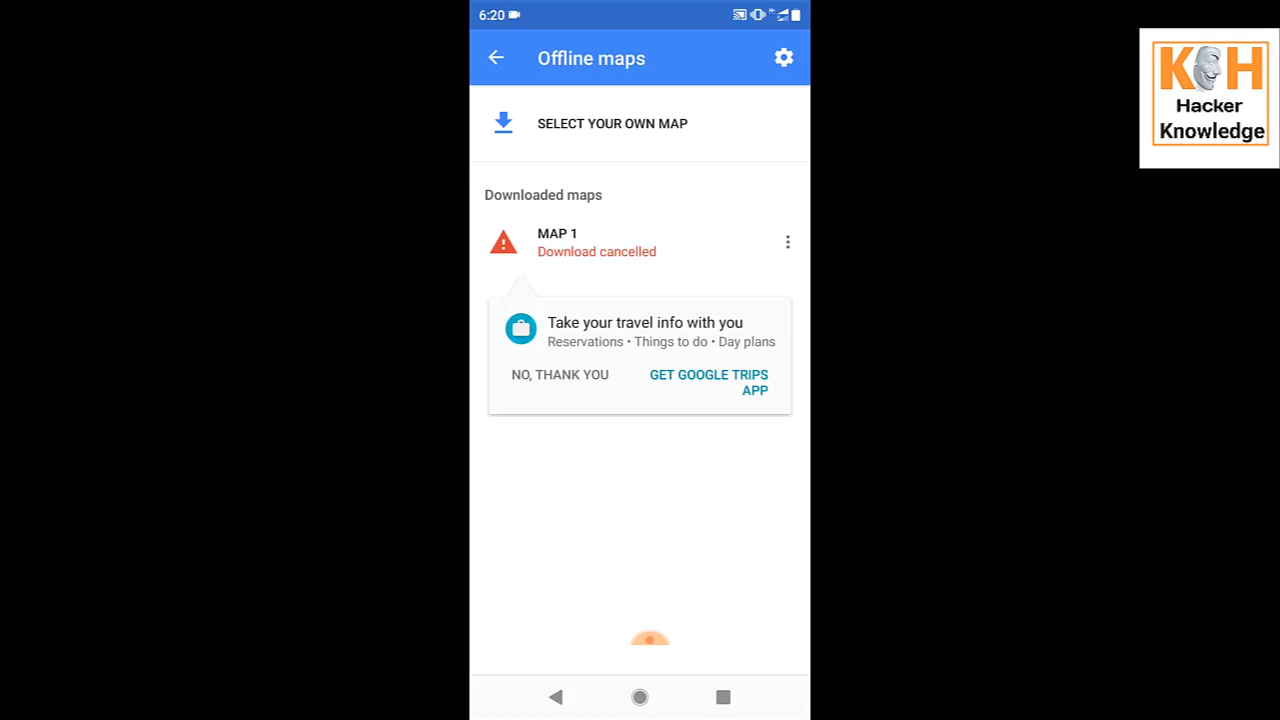 6:20
Offline maps
SELECT YOUR OWN MAP
Downloaded maps
MAP 1
Download cancelled
Take your travel info with you
Reservations • Things to do • Day plans
NO, THANK YOU
GET GOOGLE TRIPS
APP
KH
Hacker
Knowledge